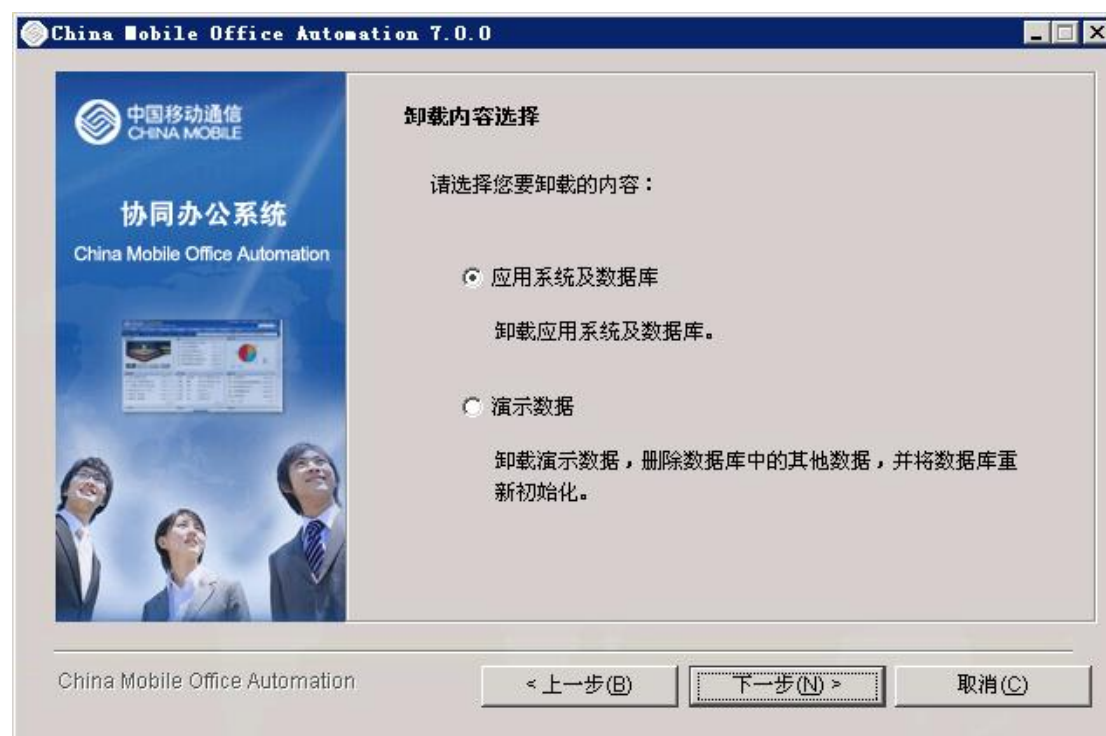 China Mobile Office Automation 7.0.0
中国移动通信
CHINA MOBILE
协同办公系统
China Mobile Office Automation
卸载内容选择
请选择您要卸载的内容：
应用系统及数据库
卸载应用系统及数据库。
演示数据
卸载演示数据，删除数据库中的其他数据，并将数据库重
新初始化。
China Mobile Office Automation
<上一步(B)
下一步(N) >
取消(C)